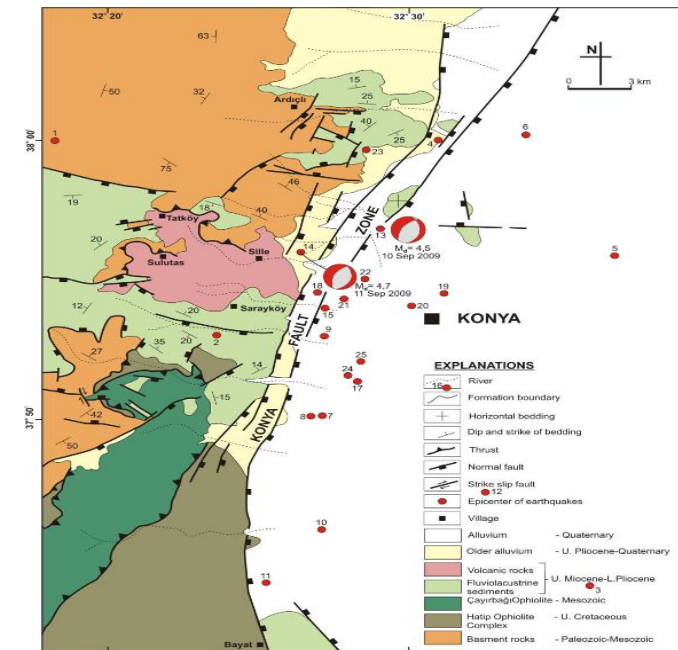 32° 20'
32° 30'
63
N
3 km
0
50
32
15
25
Ardıçlı
40
25
1
38° 00'
23
4
6
75
46
19
18
40
Tatköy
ZONE
13
Md= 4,5
10 Sep 2009
20
Sulutas
Sille
14
5
22
Md= 4,7
11 Sep 2009
18
21
19
12
20
Sarayköy
15
20
KONYA
FAULT
9
27
35
20
2
14
25
24
17
EXPLANATIONS
River
16
Formation boundary
Horizontal bedding
Dip and strike of bedding
Thrust
Normal fault
Strike slip fault
12
Epicenter of earthquakes
Village
Alluvium - Quaternary
Older alluvium - U. Pliocene-Quaternary
Volcanic rocks
Fluviolacustrine
sediments
U. Miocene-L.Pliocene
3
ÇayırbağıOphiolite - Mesozoic
Hatip Ophiolite - U. Cretaceous
Complex
Basment rocks - Paleozoic-Mesozoic
15
42
37° 50'
50
KONYA
8
7
10
11
Bayat